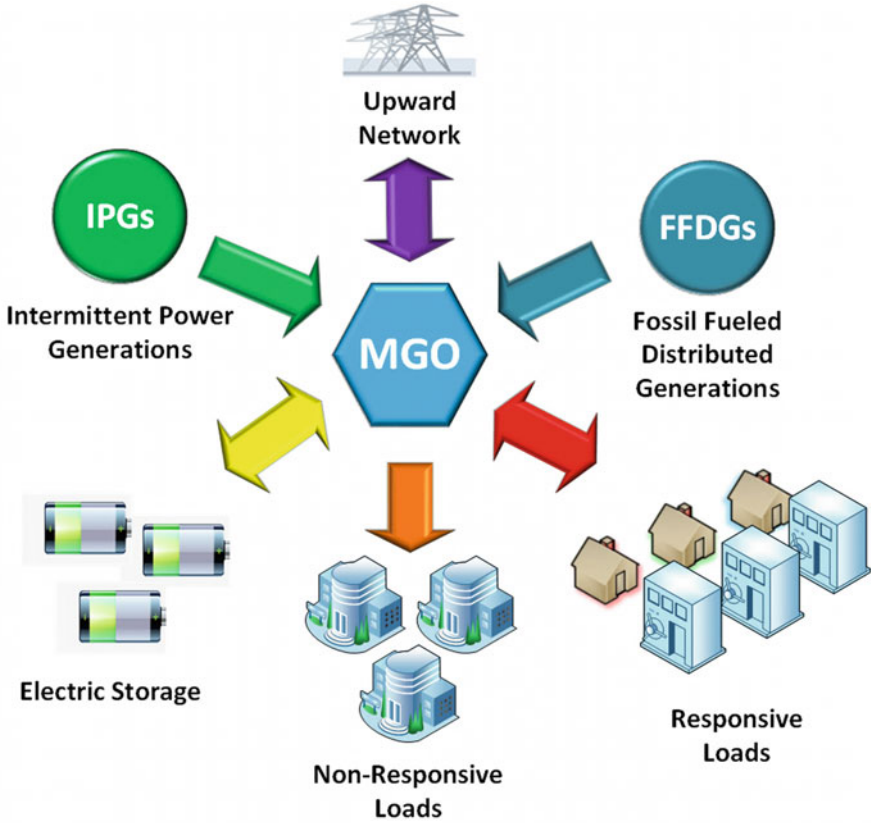 Upward
Network
IPGs
FFDGs
Intermittent Power
Generations
MGO
Fossil Fueled
Distributed
Generations
Electric Storage
Non-Responsive
Loads
Responsive
Loads